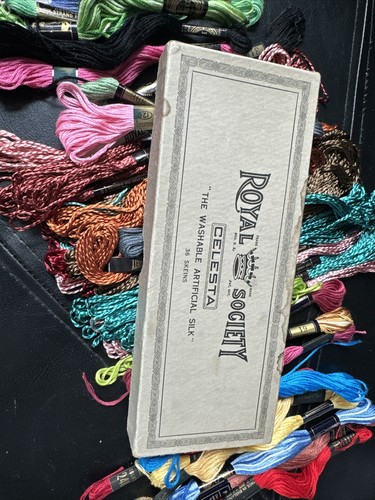 ROYAL SOCIETY
CELESTA
"THE WASHABLE ARTIFICIAL SILK"
36 SKEINS